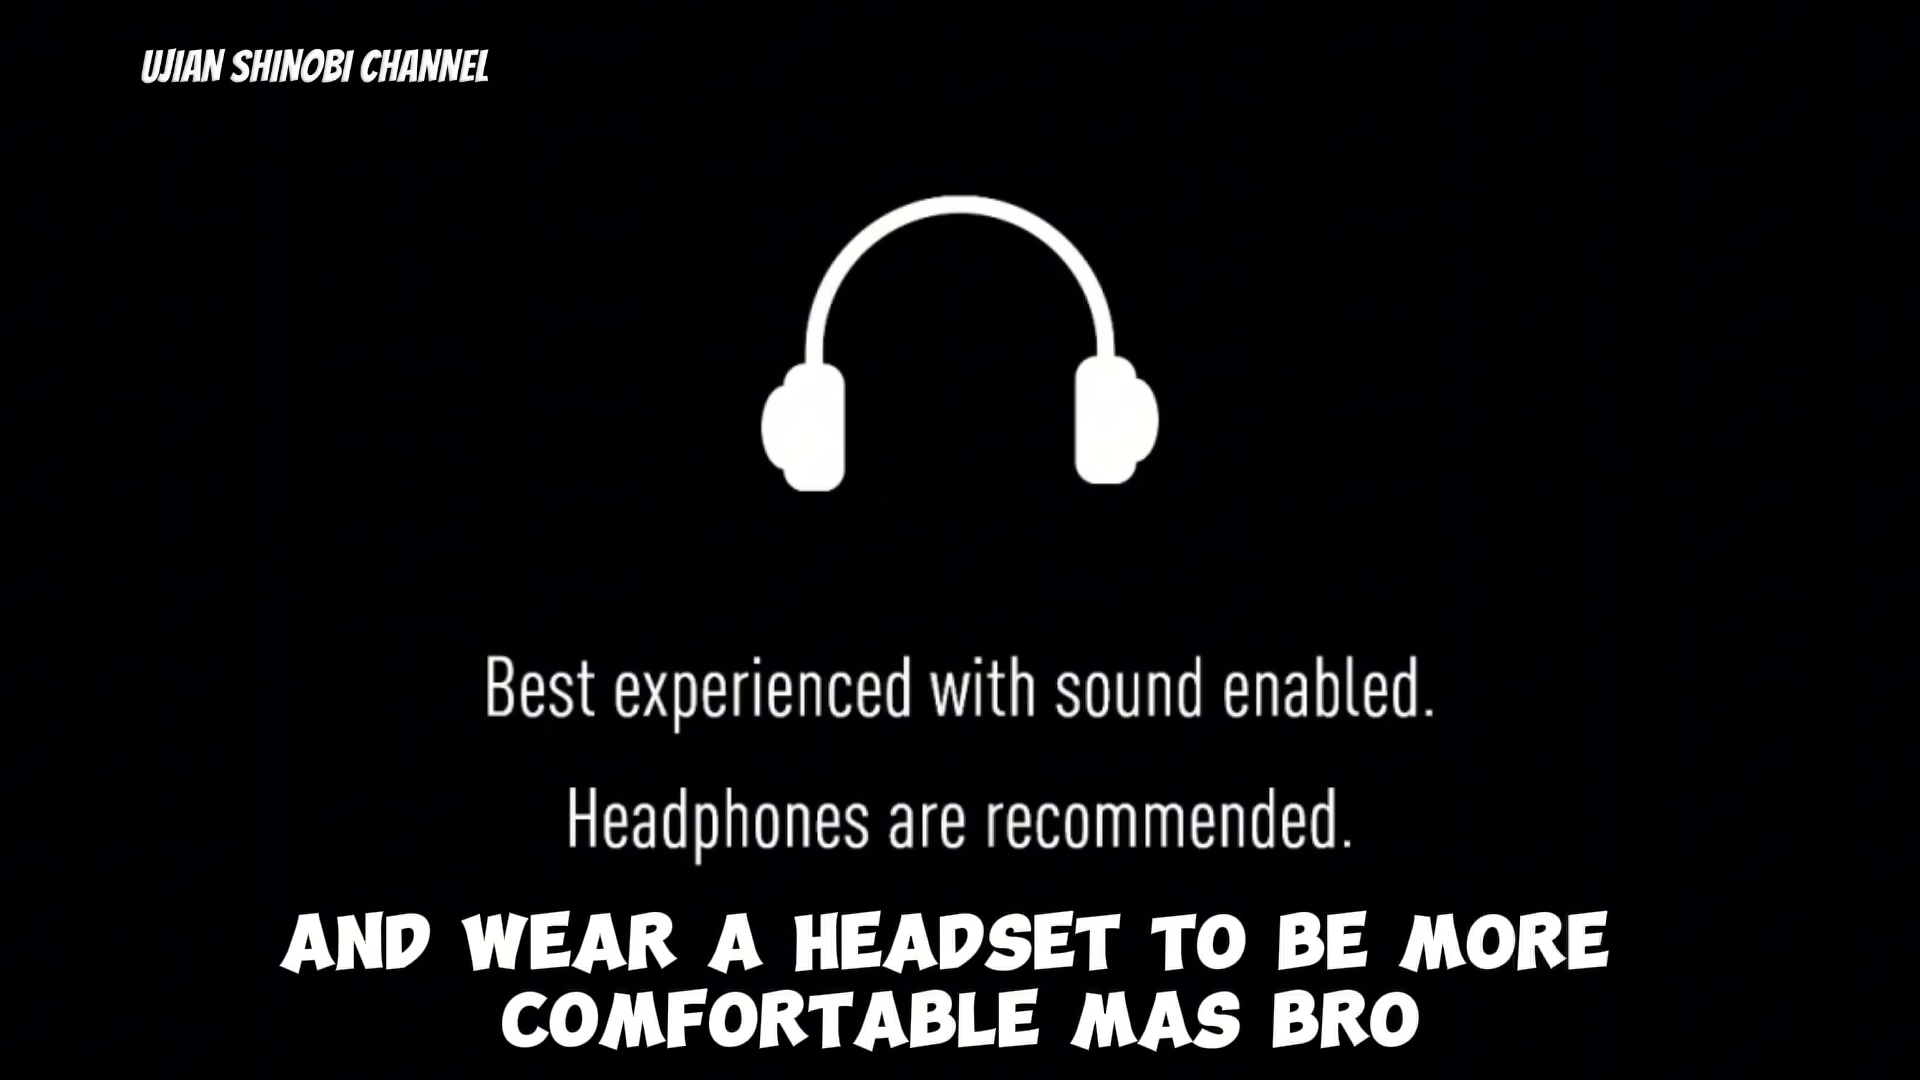 UJIAN SHINOBI CHANNEL
Best experienced with sound enabled.
Headphones are recommended.
AND WEAR A HEADSET TO BE MORE
COMFORTABLE MAS BRO